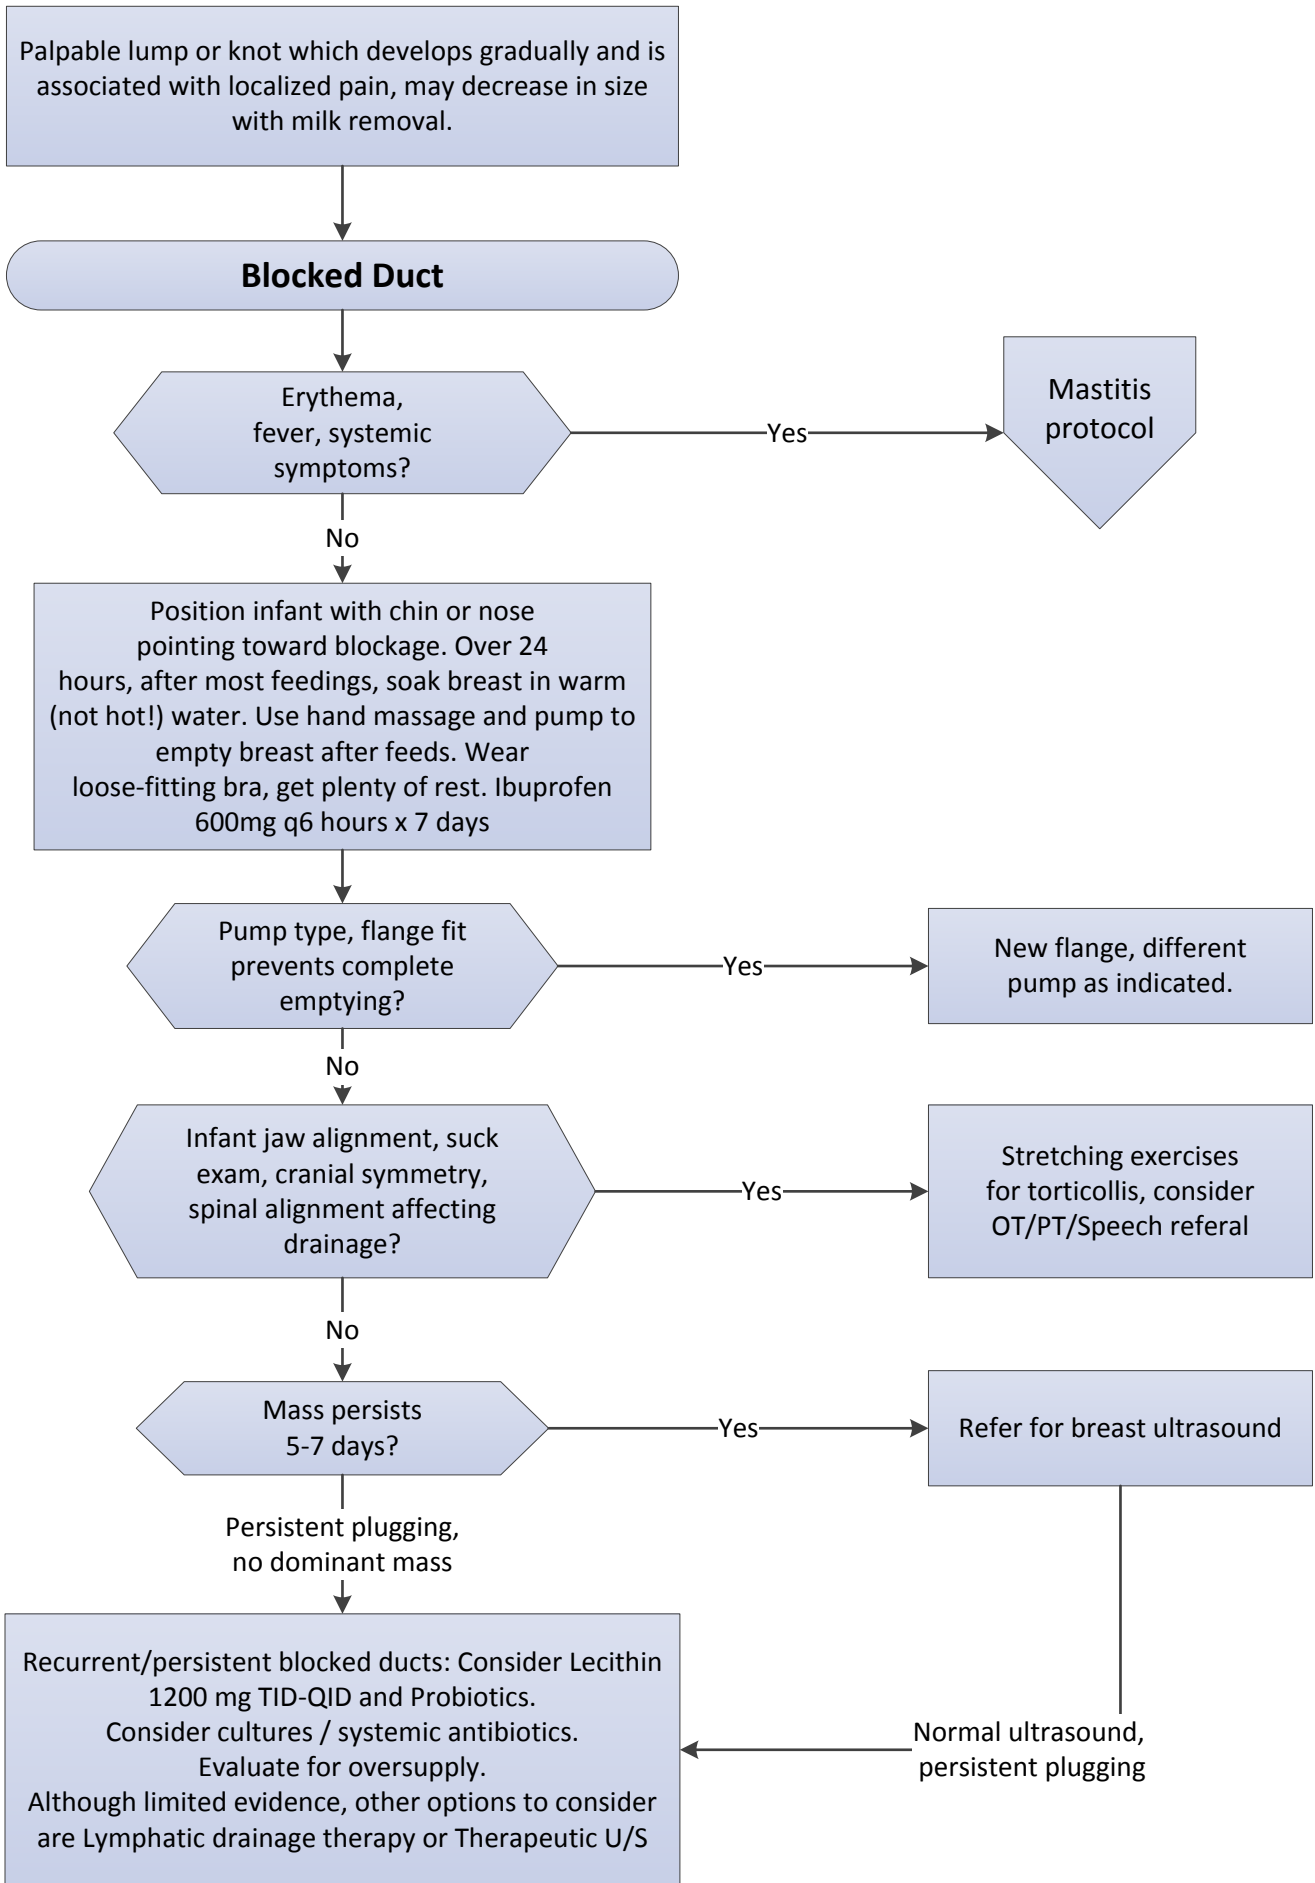 Palpable lump or knot which develops gradually and is
associated with localized pain, may decrease in size
with milk removal.
Blocked Duct
Erythema,
fever, systemic
symptoms?
Yes
Mastitis
protocol
No
Position infant with chin or nose
pointing toward blockage. Over 24
hours, after most feedings, soak breast in warm
(not hot!) water. Use hand massage and pump to
empty breast after feeds. Wear
loose-fitting bra, get plenty of rest. Ibuprofen
600mg q6 hours x 7 days
Pump type, flange fit
prevents complete
emptying?
Yes
New flange, different
pump as indicated.
No
Infant jaw alignment, suck
exam, cranial symmetry,
spinal alignment affecting
drainage?
Yes
Stretching exercises
for torticollis, consider
OT/PT/Speech referal
No
Mass persists
5-7 days?
Yes
Refer for breast ultrasound
Persistent plugging,
no dominant mass
Normal ultrasound,
persistent plugging
Recurrent/persistent blocked ducts: Consider Lecithin
1200 mg TID-QID and Probiotics.
Consider cultures / systemic antibiotics.
Evaluate for oversupply.
Although limited evidence, other options to consider
are Lymphatic drainage therapy or Therapeutic U/S